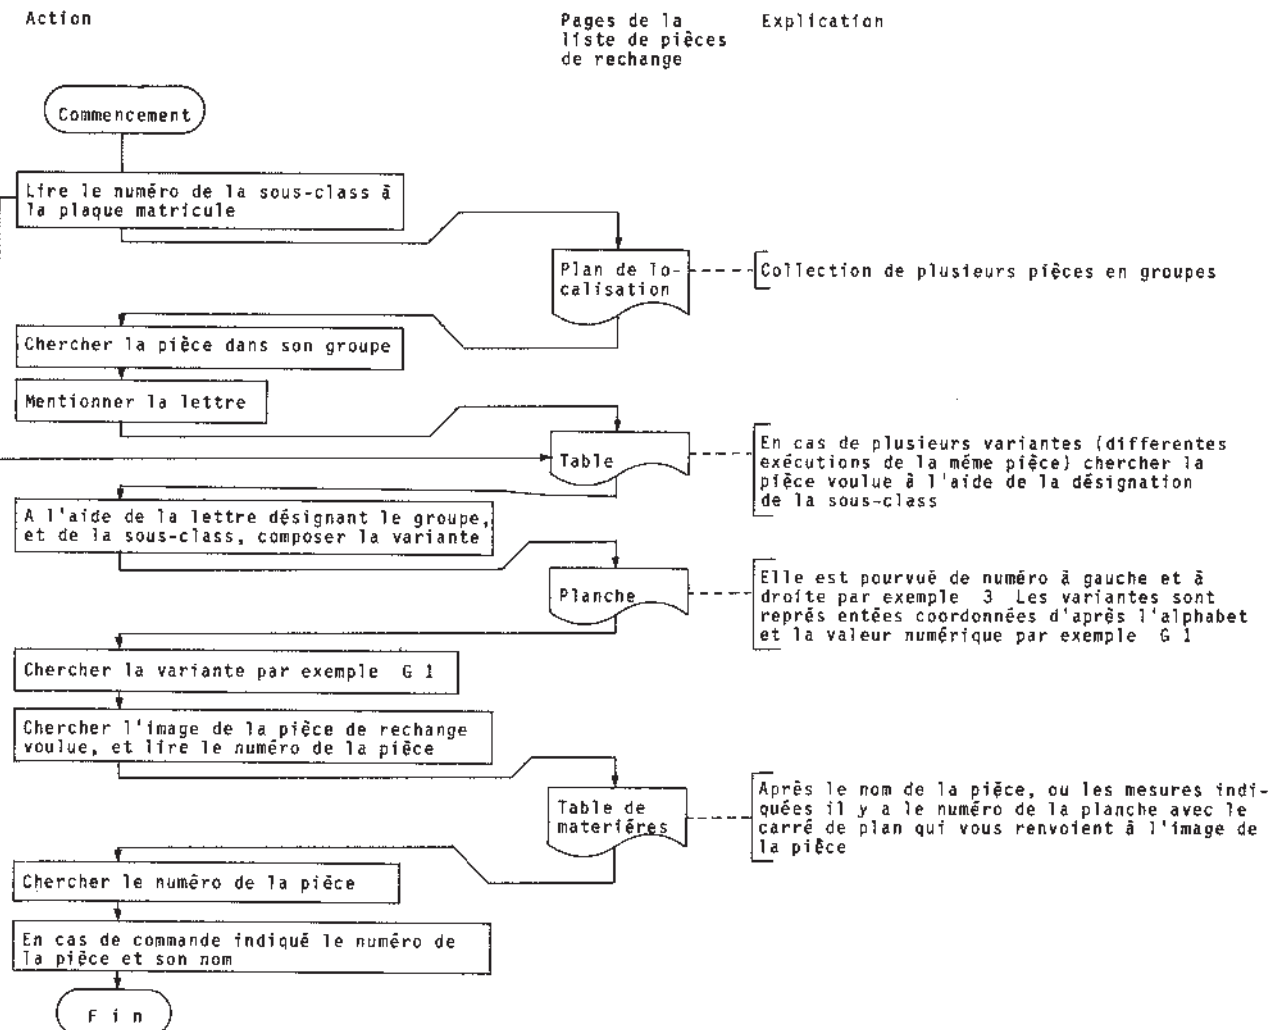 Action
Pages de la
liste de pièces
de rechange
Explication
Commencement
Lire le numéro de la sous-class à
la plaque matricule
Plan de lo-
calisation
Collection de plusieurs pièces en groupes
Chercher la pièce dans son groupe
Mentionner la lettre
Table
En cas de plusieurs variantes (differentes
exécutions de la méme pièce) chercher la
pièce voulue à l'aide de la désignation
de la sous-class
A l'aide de la lettre désignant le groupe,
et de la sous-class, composer la variante
Planche
Elle est pourvué de numéro à gauche et à
droite par exemple 3 Les variantes sont
représ entées coordonnées d'après l'alphabet
et la valeur numérique par exemple G 1
Chercher la variante par exemple G 1
Chercher l'image de la pièce de rechange
voulue, et lire le numéro de la pièce
Table de
materiéres
Après le nom de la pièce, ou les mesures indi-
quées il y a le numéro de la planche avec le
carré de plan qui vous renvoient à l'image de
la pièce
Chercher le numéro de la pièce
En cas de commande indiqué le numéro de
la pièce et son nom
F i n